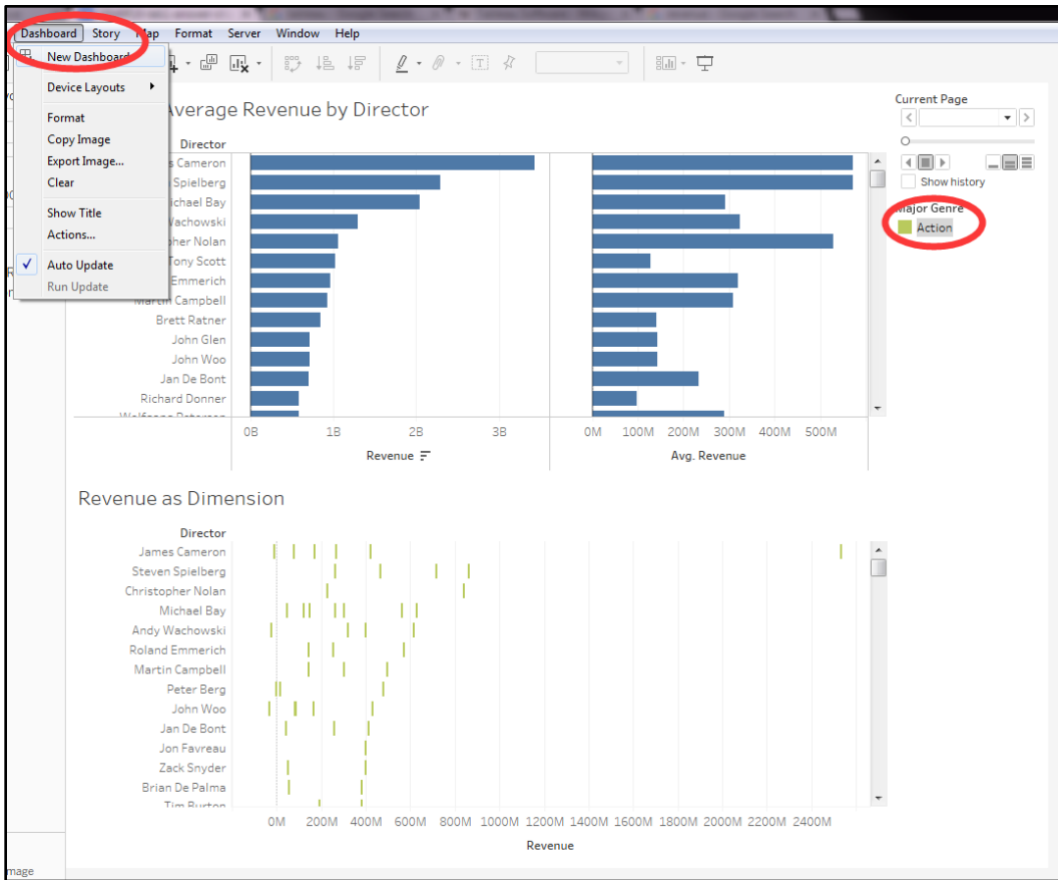 Dashboard Story Map Format Server Window Help
New Dashboard
Device Layouts
Format
Copy Image
Export Image...
Clear
Show Title
Actions...
Auto Update
Run Update
Average Revenue by Director
Director
Cameron
Spielberg
Michael Bay
Wachowski
Nolan
Tony Scott
Emmerich
Martin Campbell
Brett Ratner
John Glen
John Woo
Jan De Bont
Richard Donner
Wolfgang Petersen
0B 1B 2B 3B
Revenue
0M 100M 200M 300M 400M 500M
Avg. Revenue
Current Page
Show history
Major Genre
Action
Revenue as Dimension
Director
James Cameron
Steven Spielberg
Christopher Nolan
Michael Bay
Andy Wachowski
Roland Emmerich
Martin Campbell
Peter Berg
John Woo
Jan De Bont
Jon Favreau
Zack Snyder
Brian De Palma
Tim Burton
0M 200M 400M 600M 800M 1000M 1200M 1400M 1600M 1800M 2000M 2200M 2400M
Revenue
mage